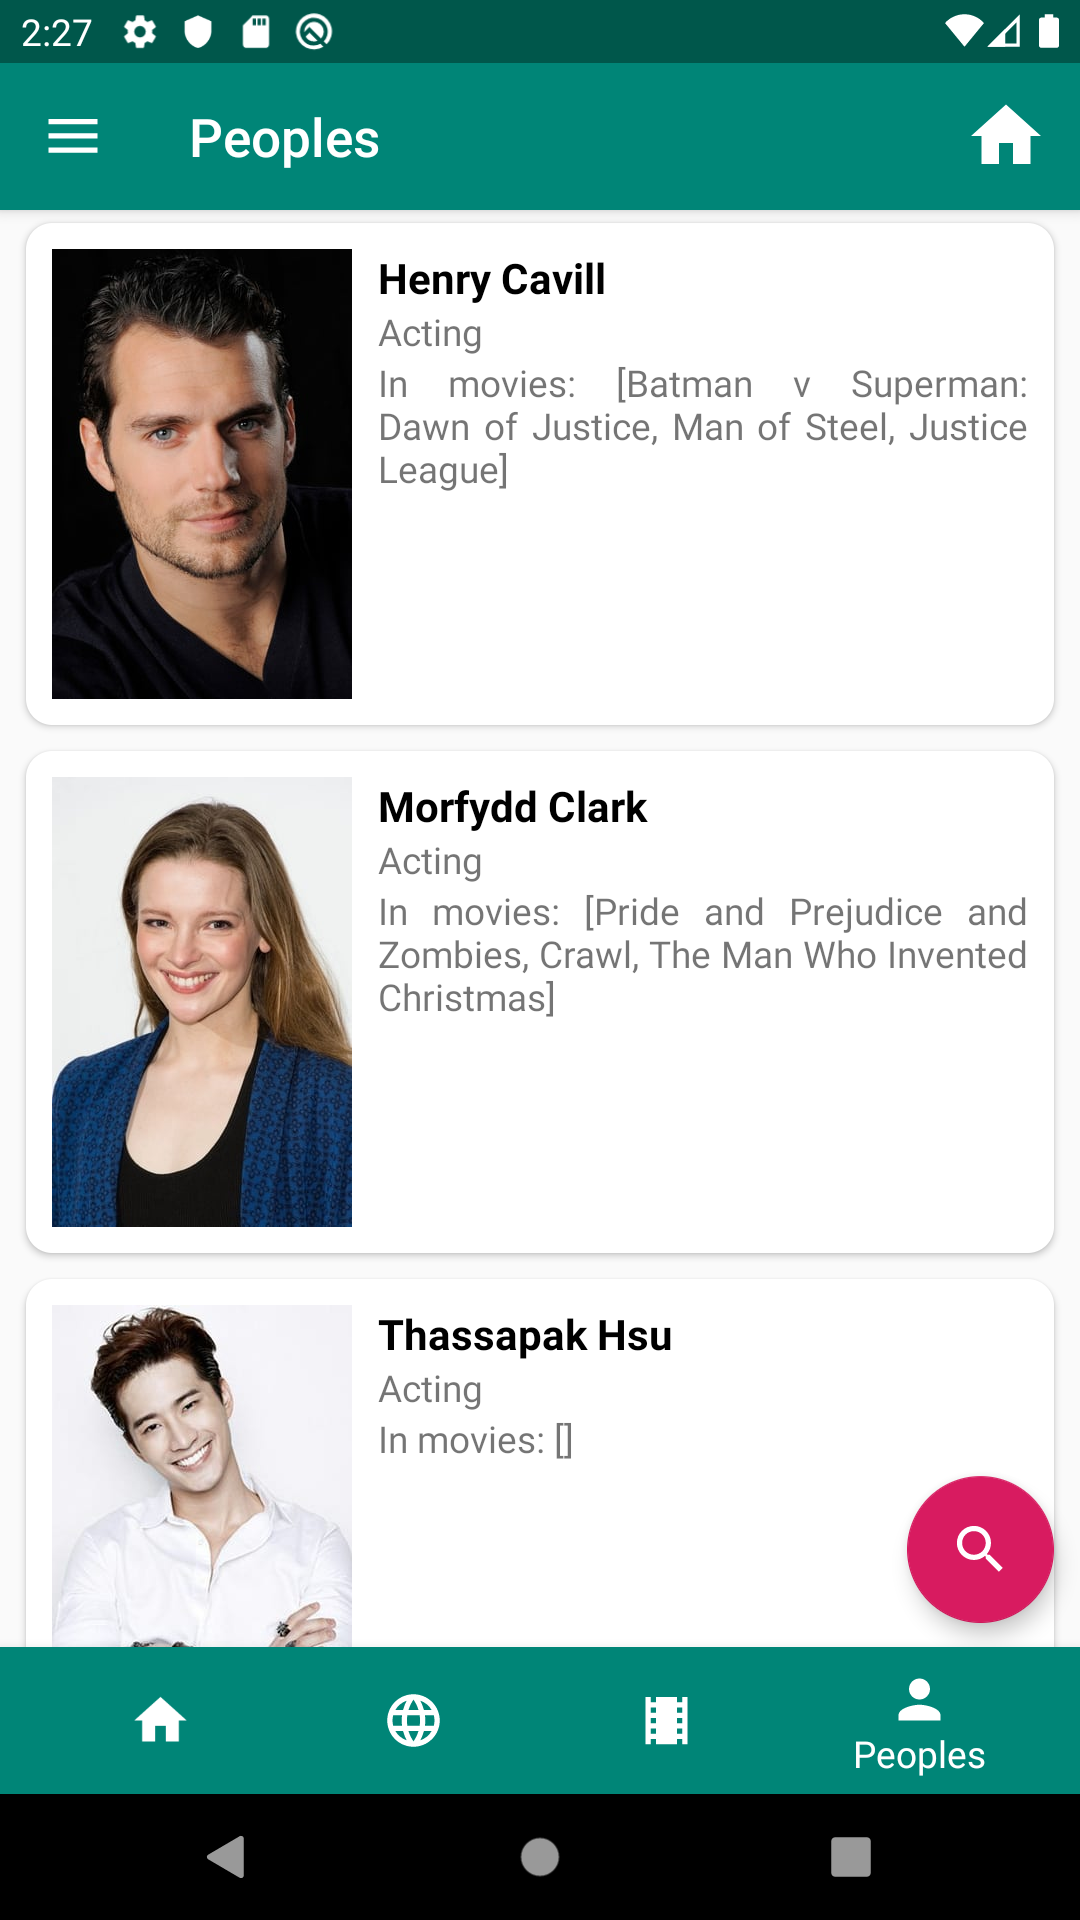 2:27
Peoples
Henry Cavill
Acting
In movies: [Batman v Superman:
Dawn of Justice, Man of Steel, Justice
League]
Morfydd Clark
Acting
In movies: [Pride and Prejudice and
Zombies, Crawl, The Man Who Invented
Christmas]
Thassapak Hsu
Acting
In movies: []
Peoples